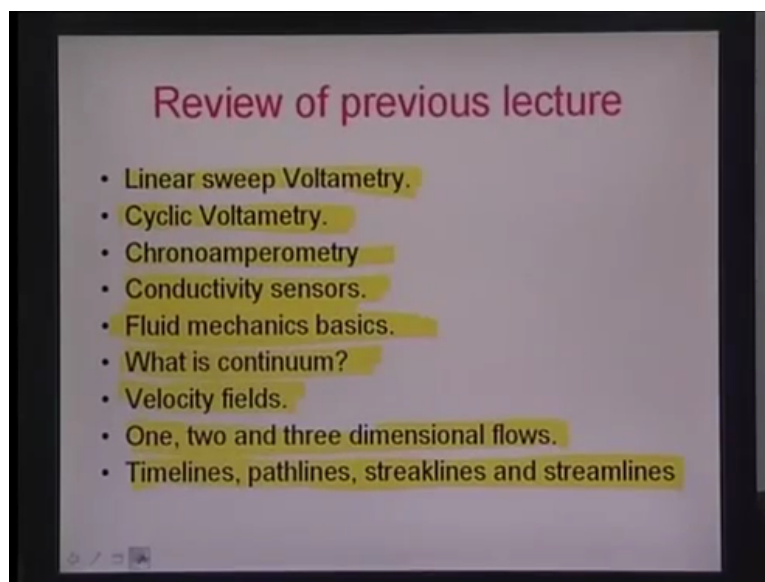 Review of previous lecture
• Linear sweep Voltametry.
• Cyclic Voltametry.
• Chronoamperometry
• Conductivity sensors.
• Fluid mechanics basics.
• What is continuum?
• Velocity fields.
• One, two and three dimensional flows.
• Timelines, pathlines, streaklines and streamlines